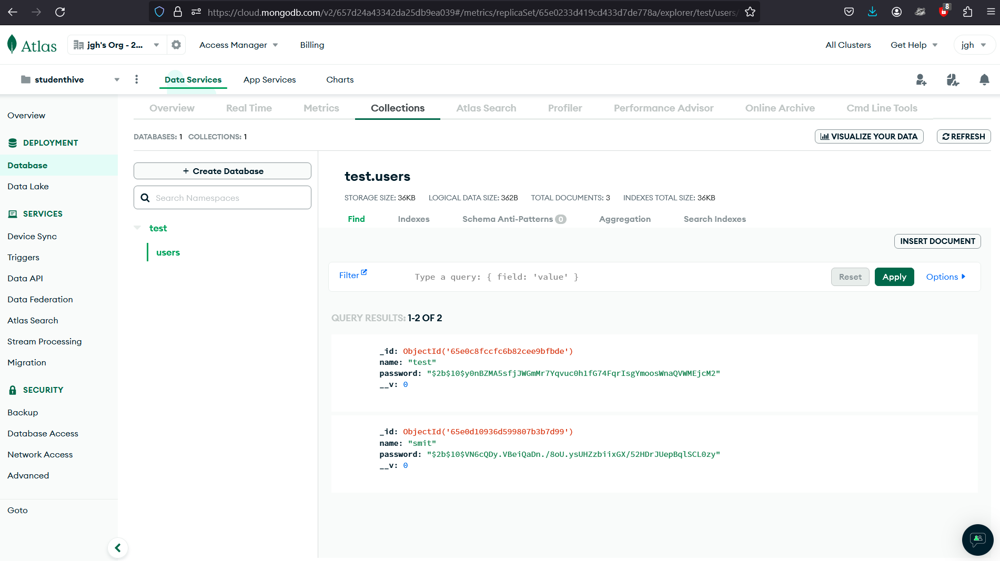 https://cloud.mongodb.com/v2/657d24a43342da25db9ea039#/metrics/replicaSet/65e0233d419cd433d7de778a/explorer/test/users/
8
Atlas
jgh's Org - 2...
Access Manager
Billing
All Clusters
Get Help
jgh
studenthive
Data Services
App Services
Charts
Overview
DEPLOYMENT
Database
Data Lake
SERVICES
Device Sync
Triggers
Data API
Data Federation
Atlas Search
Stream Processing
Migration
SECURITY
Backup
Database Access
Network Access
Advanced
Goto
Overview
Real Time
Metrics
Collections
Atlas Search
Profiler
Performance Advisor
Online Archive
Cmd Line Tools
DATABASES: 1 COLLECTIONS: 1
VISUALIZE YOUR DATA
REFRESH
+ Create Database
Search Namespaces
test
users
test.users
STORAGE SIZE: 36KB LOGICAL DATA SIZE: 362B TOTAL DOCUMENTS: 3 INDEXES TOTAL SIZE: 36KB
Find
Indexes
Schema Anti-Patterns 0
Aggregation
Search Indexes
INSERT DOCUMENT
Filter
Type a query: { field: 'value' }
Reset
Apply
Options
QUERY RESULTS: 1-2 OF 2
_id: ObjectId('65e0c8fccfc6b82cee9bfbde')
name: "test"
password: "$2b$10$y0nBZMA5sfjJWGmMr7Yqvuc0h1fG74FqrIsgYmoosWnaQVWMEjcM2"
__v: 0
_id: ObjectId('65e0d10936d599807b3b7d99')
name: "smit"
password: "$2b$10$VN6cQDy.VBeiQaDn./8oU.ysUHZzbiixGX/52HDrJUepBqlSCL0zy"
__v: 0